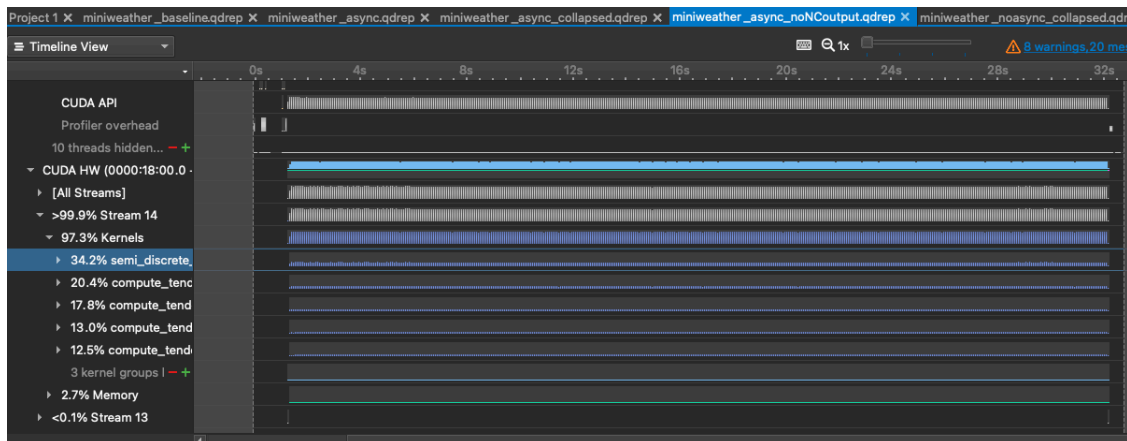 Project 1 × miniweather_baseline.qdrep × miniweather_async.qdrep × miniweather_async_collapsed.qdrep × miniweather_async_noNCoutput.qdrep × miniweather_noasync_collapsed.qdr
Timeline View 1x 8 warnings, 20 me
0s 4s 8s 12s 16s 20s 24s 28s 32s
CUDA API
Profiler overhead
10 threads hidden... − +
CUDA HW (0000:18:00.0 -
[All Streams]
>99.9% Stream 14
97.3% Kernels
34.2% semi_discrete_
20.4% compute_tend
17.8% compute_tend
13.0% compute_tend
12.5% compute_tend
3 kernel groups l − +
2.7% Memory
<0.1% Stream 13